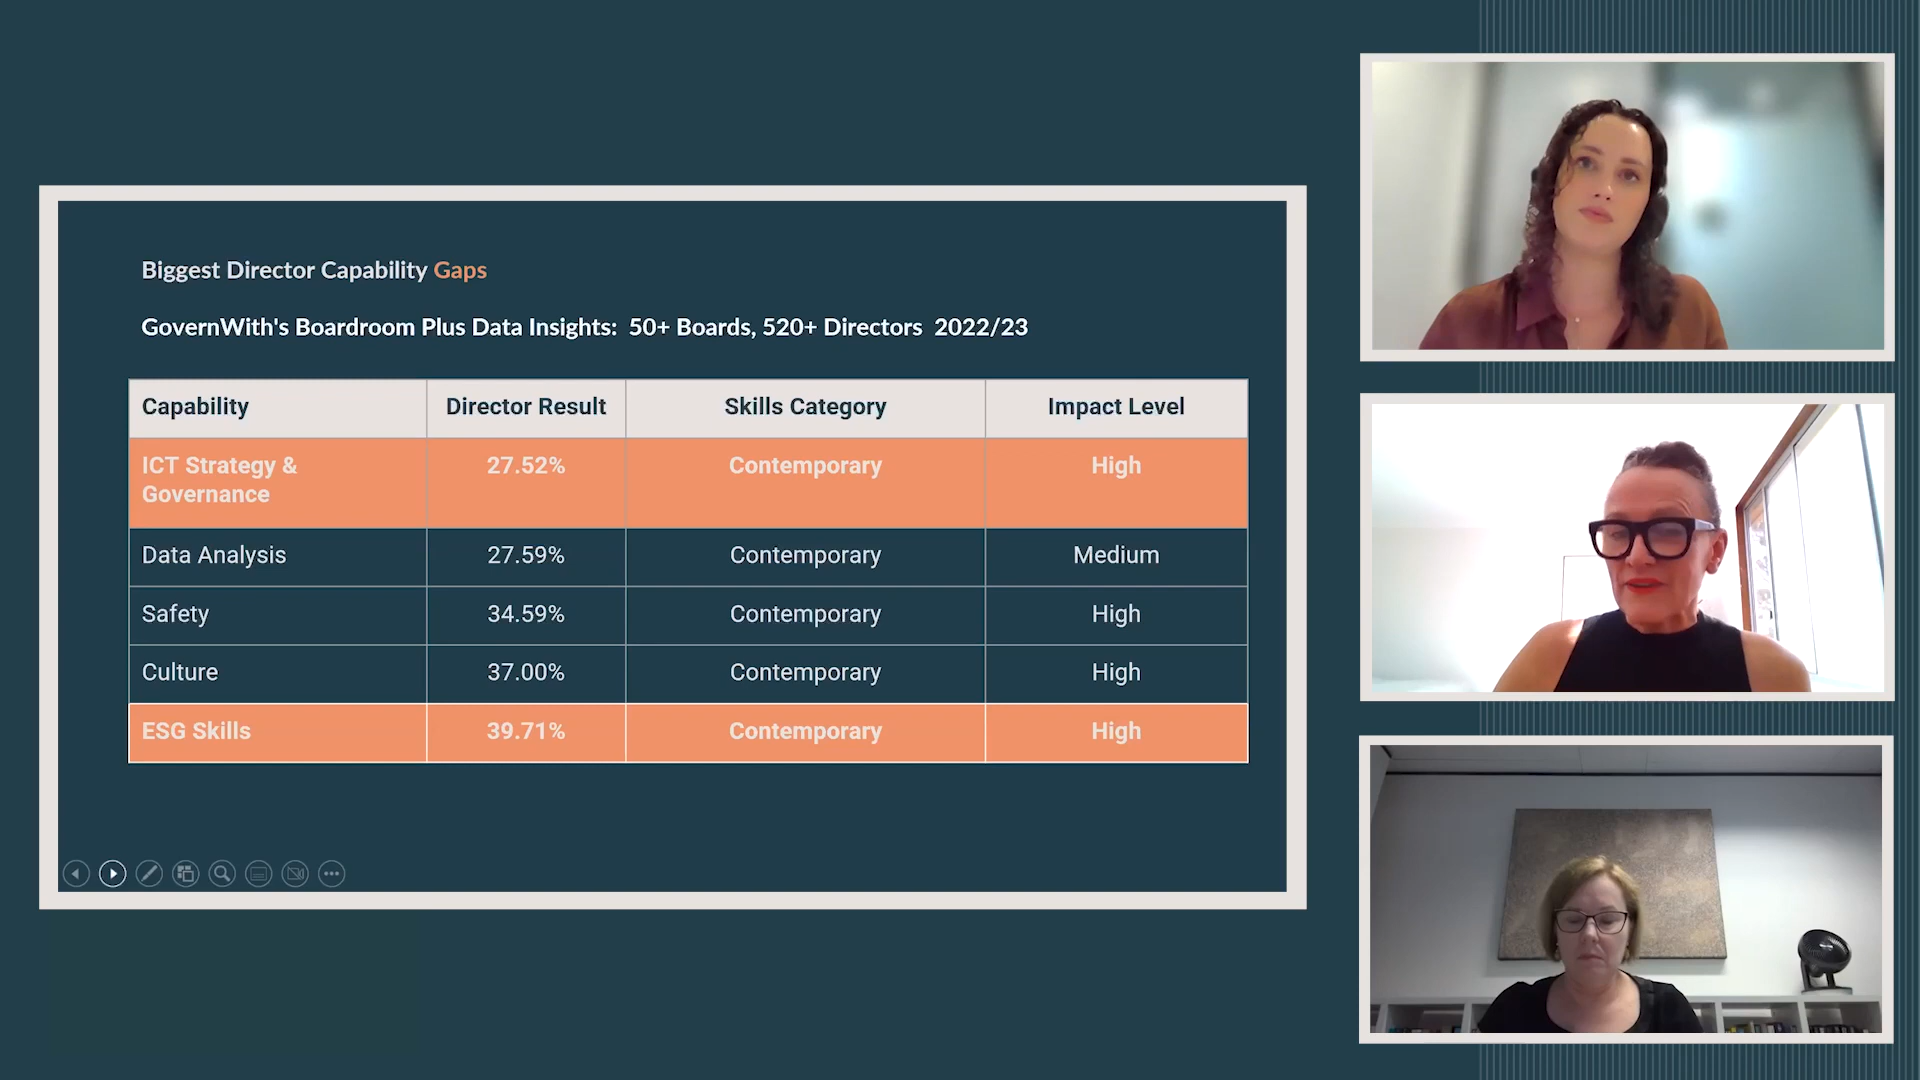 Biggest Director Capability Gaps
GovernWith's Boardroom Plus Data Insights: 50+ Boards, 520+ Directors 2022/23
Capability Director Result Skills Category Impact Level
ICT Strategy & 27.52% Contemporary High
Governance
Data Analysis 27.59% Contemporary Medium
Safety 34.59% Contemporary High
Culture 37.00% Contemporary High
ESG Skills 39.71% Contemporary High